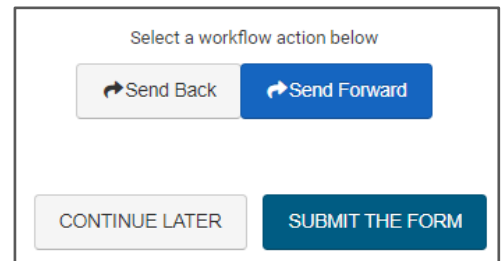 Select a workflow action below
Send Back Send Forward
CONTINUE LATER SUBMIT THE FORM